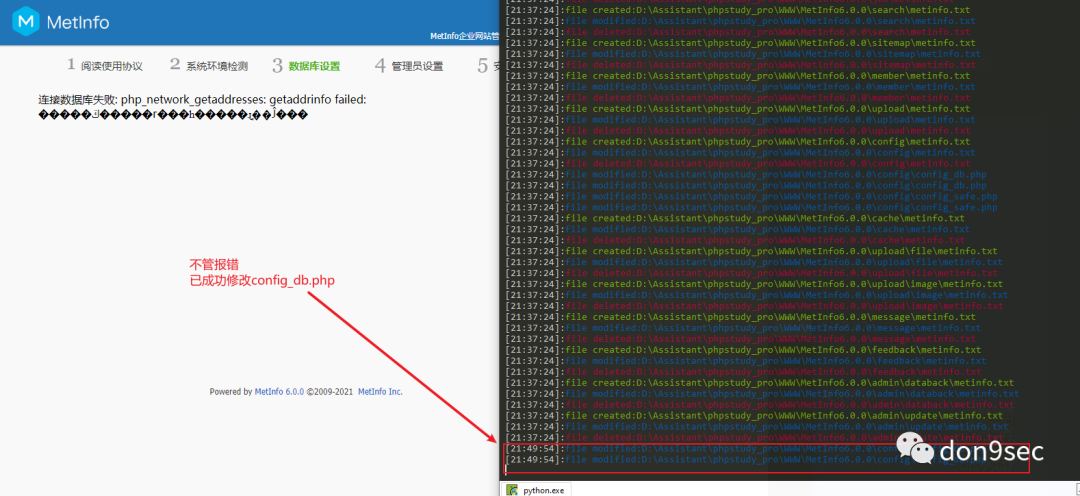 MetInfo
MetInfo企业网站管
1 阅读使用协议
2 系统环境检测
3 数据库设置
4 管理员设置
5 安
连接数据库失败: php_network_getaddresses: getaddrinfo failed:
不管报错
已成功修改config_db.php
Powered by MetInfo 6.0.0 ©2009-2021 MetInfo Inc.
[21:37:24]:file created:D:\Assistant\phpstudy_pro\WWW\MetInfo6.0.0\search\metinfo.txt
[21:37:24]:file modified:D:\Assistant\phpstudy_pro\WWW\MetInfo6.0.0\search\metinfo.txt
[21:37:24]:file deleted:D:\Assistant\phpstudy_pro\WWW\MetInfo6.0.0\search\metinfo.txt
[21:37:24]:file created:D:\Assistant\phpstudy_pro\WWW\MetInfo6.0.0\sitemap\metinfo.txt
[21:37:24]:file modified:D:\Assistant\phpstudy_pro\WWW\MetInfo6.0.0\sitemap\metinfo.txt
[21:37:24]:file deleted:D:\Assistant\phpstudy_pro\WWW\MetInfo6.0.0\sitemap\metinfo.txt
[21:37:24]:file created:D:\Assistant\phpstudy_pro\WWW\MetInfo6.0.0\member\metinfo.txt
[21:37:24]:file modified:D:\Assistant\phpstudy_pro\WWW\MetInfo6.0.0\member\metinfo.txt
[21:37:24]:file deleted:D:\Assistant\phpstudy_pro\WWW\MetInfo6.0.0\member\metinfo.txt
[21:37:24]:file created:D:\Assistant\phpstudy_pro\WWW\MetInfo6.0.0\upload\metinfo.txt
[21:37:24]:file modified:D:\Assistant\phpstudy_pro\WWW\MetInfo6.0.0\upload\metinfo.txt
[21:37:24]:file deleted:D:\Assistant\phpstudy_pro\WWW\MetInfo6.0.0\upload\metinfo.txt
[21:37:24]:file created:D:\Assistant\phpstudy_pro\WWW\MetInfo6.0.0\config\metinfo.txt
[21:37:24]:file modified:D:\Assistant\phpstudy_pro\WWW\MetInfo6.0.0\config\metinfo.txt
[21:37:24]:file deleted:D:\Assistant\phpstudy_pro\WWW\MetInfo6.0.0\config\metinfo.txt
[21:37:24]:file modified:D:\Assistant\phpstudy_pro\WWW\MetInfo6.0.0\config\config_db.php
[21:37:24]:file modified:D:\Assistant\phpstudy_pro\WWW\MetInfo6.0.0\config\config_db.php
[21:37:24]:file modified:D:\Assistant\phpstudy_pro\WWW\MetInfo6.0.0\config\config_safe.php
[21:37:24]:file modified:D:\Assistant\phpstudy_pro\WWW\MetInfo6.0.0\config\config_safe.php
[21:37:24]:file created:D:\Assistant\phpstudy_pro\WWW\MetInfo6.0.0\cache\metinfo.txt
[21:37:24]:file modified:D:\Assistant\phpstudy_pro\WWW\MetInfo6.0.0\cache\metinfo.txt
[21:37:24]:file deleted:D:\Assistant\phpstudy_pro\WWW\MetInfo6.0.0\cache\metinfo.txt
[21:37:24]:file created:D:\Assistant\phpstudy_pro\WWW\MetInfo6.0.0\upload\file\metinfo.txt
[21:37:24]:file modified:D:\Assistant\phpstudy_pro\WWW\MetInfo6.0.0\upload\file\metinfo.txt
[21:37:24]:file deleted:D:\Assistant\phpstudy_pro\WWW\MetInfo6.0.0\upload\file\metinfo.txt
[21:37:24]:file created:D:\Assistant\phpstudy_pro\WWW\MetInfo6.0.0\upload\image\metinfo.txt
[21:37:24]:file modified:D:\Assistant\phpstudy_pro\WWW\MetInfo6.0.0\upload\image\metinfo.txt
[21:37:24]:file deleted:D:\Assistant\phpstudy_pro\WWW\MetInfo6.0.0\upload\image\metinfo.txt
[21:37:24]:file created:D:\Assistant\phpstudy_pro\WWW\MetInfo6.0.0\message\metinfo.txt
[21:37:24]:file modified:D:\Assistant\phpstudy_pro\WWW\MetInfo6.0.0\message\metinfo.txt
[21:37:24]:file deleted:D:\Assistant\phpstudy_pro\WWW\MetInfo6.0.0\message\metinfo.txt
[21:37:24]:file created:D:\Assistant\phpstudy_pro\WWW\MetInfo6.0.0\feedback\metinfo.txt
[21:37:24]:file modified:D:\Assistant\phpstudy_pro\WWW\MetInfo6.0.0\feedback\metinfo.txt
[21:37:24]:file deleted:D:\Assistant\phpstudy_pro\WWW\MetInfo6.0.0\feedback\metinfo.txt
[21:37:24]:file created:D:\Assistant\phpstudy_pro\WWW\MetInfo6.0.0\admin\databack\metinfo.txt
[21:37:24]:file modified:D:\Assistant\phpstudy_pro\WWW\MetInfo6.0.0\admin\databack\metinfo.txt
[21:37:24]:file deleted:D:\Assistant\phpstudy_pro\WWW\MetInfo6.0.0\admin\databack\metinfo.txt
[21:37:24]:file created:D:\Assistant\phpstudy_pro\WWW\MetInfo6.0.0\admin\update\metinfo.txt
[21:37:24]:file modified:D:\Assistant\phpstudy_pro\WWW\MetInfo6.0.0\admin\update\metinfo.txt
[21:37:24]:file deleted:D:\Assistant\phpstudy_pro\WWW\MetInfo6.0.0\admin
[21:49:54]:file modified:D:\Assistant\phpstudy_pro\WWW\MetInfo6.0.0
[21:49:54]:file modified:D:\Assistant\phpstudy_pro\WWW\MetInfo6.0.0
don9sec
python.exe